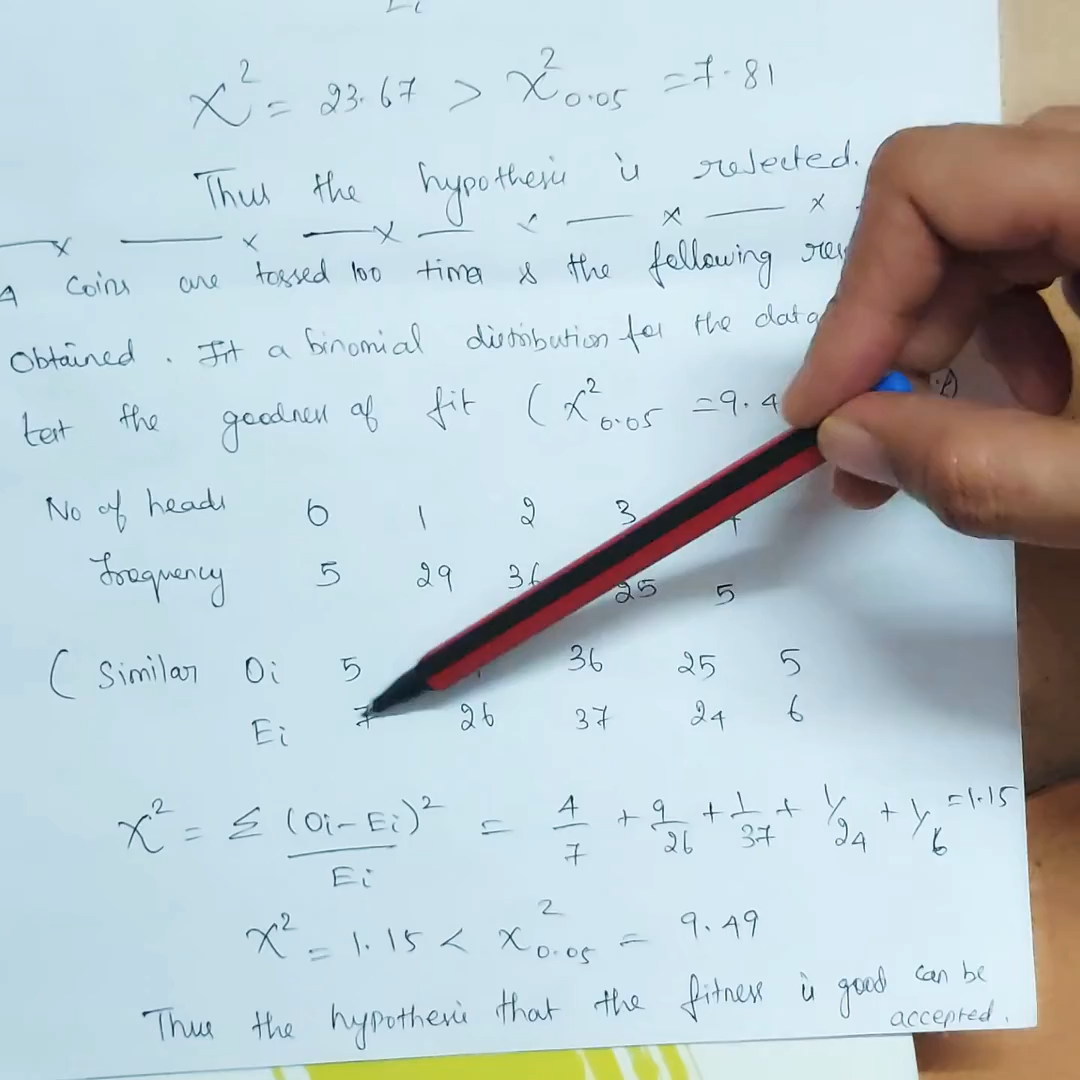 χ² = 23.67 > χ²0.05 = 7.81
Thus the hypothesis is rejected.
4 coins are tossed 100 times & the following
obtained. Fit a binomial distribution for the data
test the goodness of fit (χ²0.05 = 9.4
No of heads 0 1 2 3
Frequency 5 29 36 25 5
( Similar Oi 5 36 25 5
Ei 7 26 37 24 6
χ² = Σ (Oi - Ei)² / Ei = 4/7 + 9/26 + 1/37 + 1/24 + 1/6 = 1.15
χ² = 1.15 < χ²0.05 = 9.49
Thus the hypothesis that the fitness is good can be
accepted.